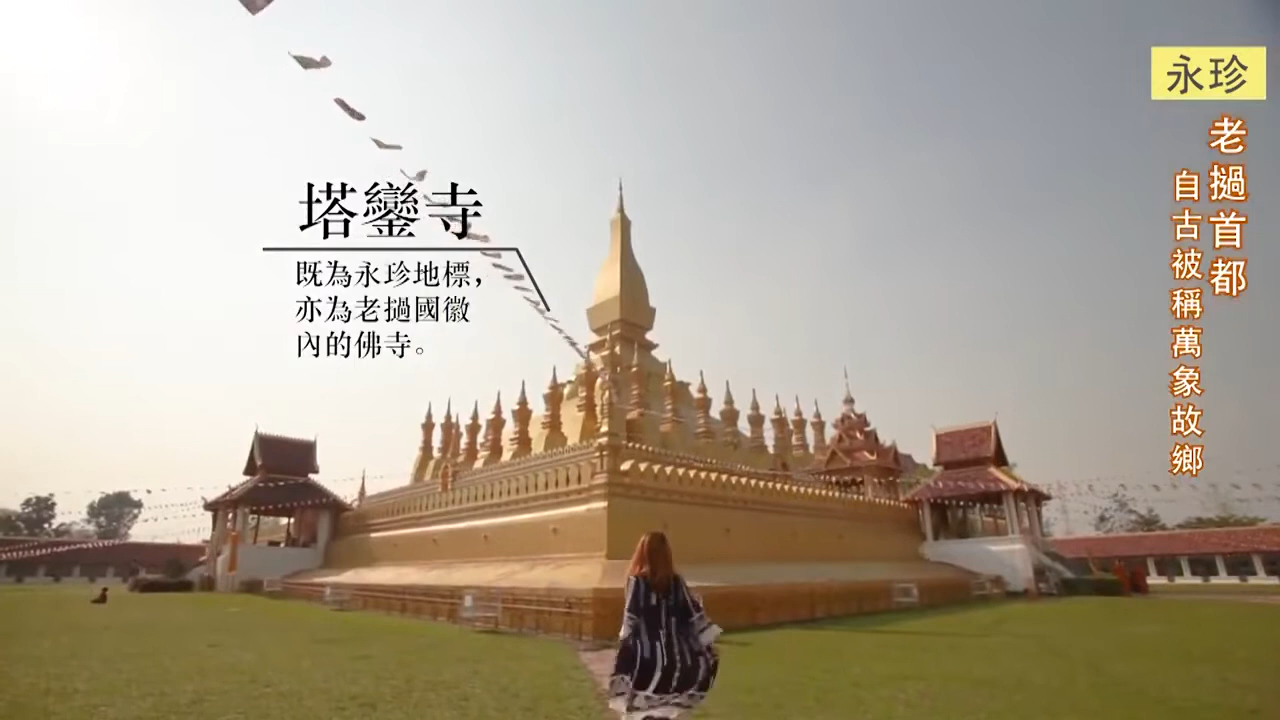 永珍
老撾首都
自古被稱萬象故鄉
塔鑾寺
既為永珍地標，
亦為老撾國徽
內的佛寺。